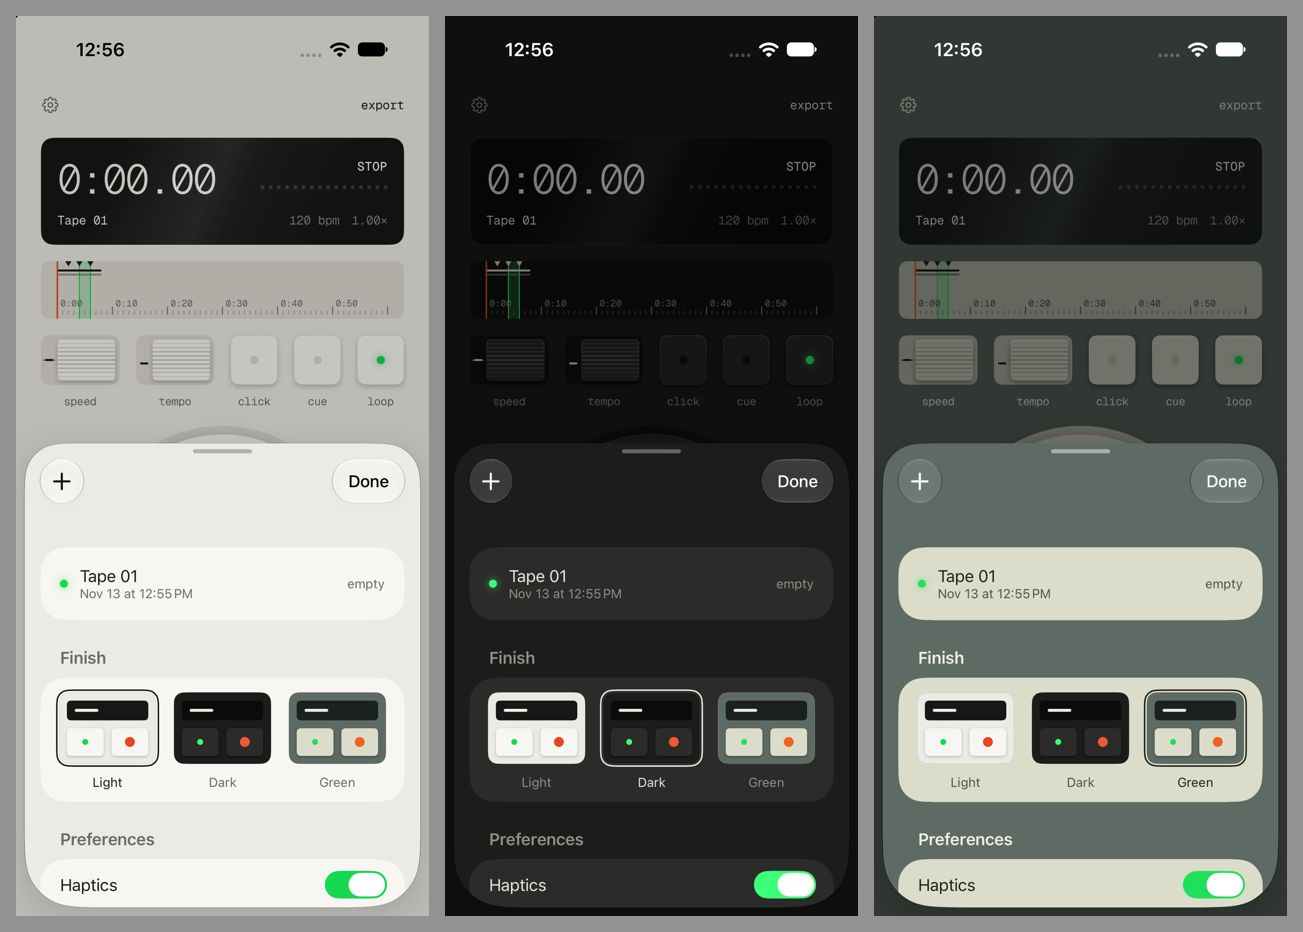 12:56
export
0:00.00
STOP
Tape 01
120 bpm 1.00×
0:00 0:10 0:20 0:30 0:40 0:50
speed tempo click cue loop
Done
Tape 01
Nov 13 at 12:55 PM
empty
Finish
Light Dark Green
Preferences
Haptics
12:56
export
0:00.00
STOP
Tape 01
120 bpm 1.00×
0:00 0:10 0:20 0:30 0:40 0:50
speed tempo click cue loop
Done
Tape 01
Nov 13 at 12:55 PM
empty
Finish
Light Dark Green
Preferences
Haptics
12:56
export
0:00.00
STOP
Tape 01
120 bpm 1.00×
0:00 0:10 0:20 0:30 0:40 0:50
speed tempo click cue loop
Done
Tape 01
Nov 13 at 12:55 PM
empty
Finish
Light Dark Green
Preferences
Haptics